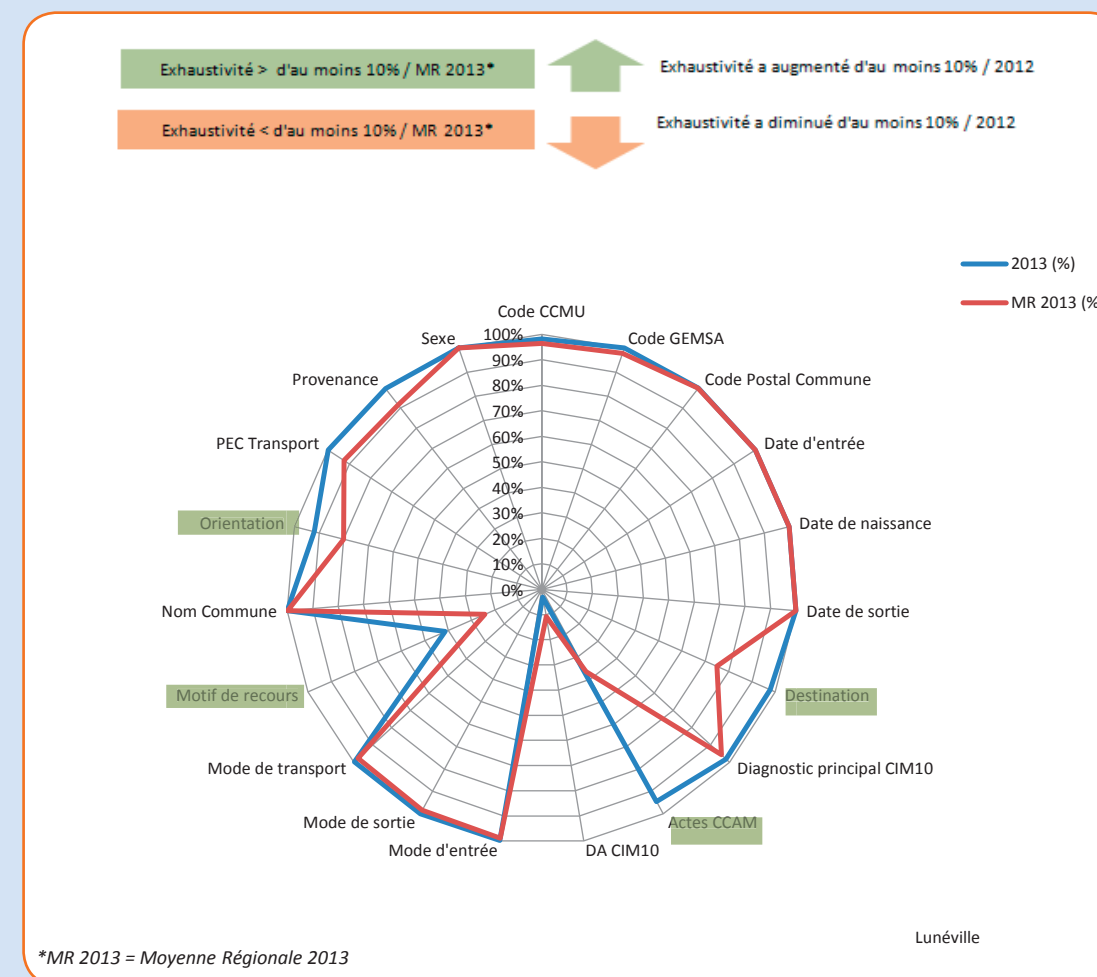 Exhaustivité > d'au moins 10% / MR 2013*
Exhaustivité a augmenté d'au moins 10% / 2012
Exhaustivité < d'au moins 10% / MR 2013*
Exhaustivité a diminué d'au moins 10% / 2012
2013 (%)
MR 2013 (%
Code CCMU
Code GEMSA
Code Postal Commune
Date d'entrée
Date de naissance
Date de sortie
Destination
Diagnostic principal CIM10
Actes CCAM
DA CIM10
Mode d'entrée
Mode de sortie
Mode de transport
Motif de recours
Nom Commune
Orientation
PEC Transport
Provenance
Sexe
100%
90%
80%
70%
60%
50%
40%
30%
20%
10%
0%
Lunéville
*MR 2013 = Moyenne Régionale 2013